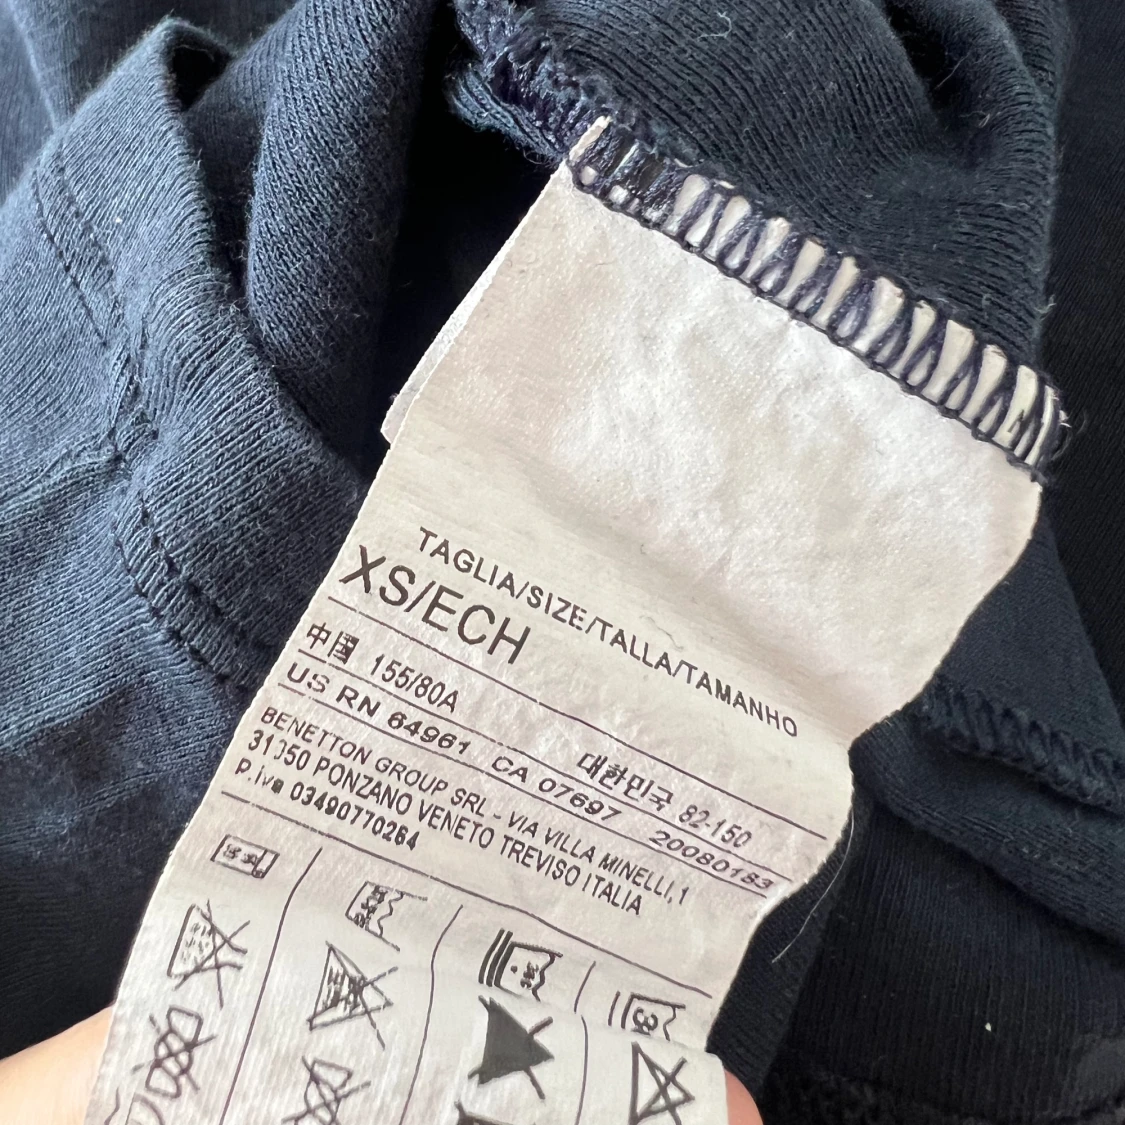 TAGLIA/SIZE/TALLA/TAMANHO
XS/ECH
中国 155/80A 대한민국 82-150
US RN 64961 CA 07697 20080183
BENETTON GROUP SRL - VIA VILLA MINELLI,1
31050 PONZANO VENETO TREVISO ITALIA
P.iva 03490770264